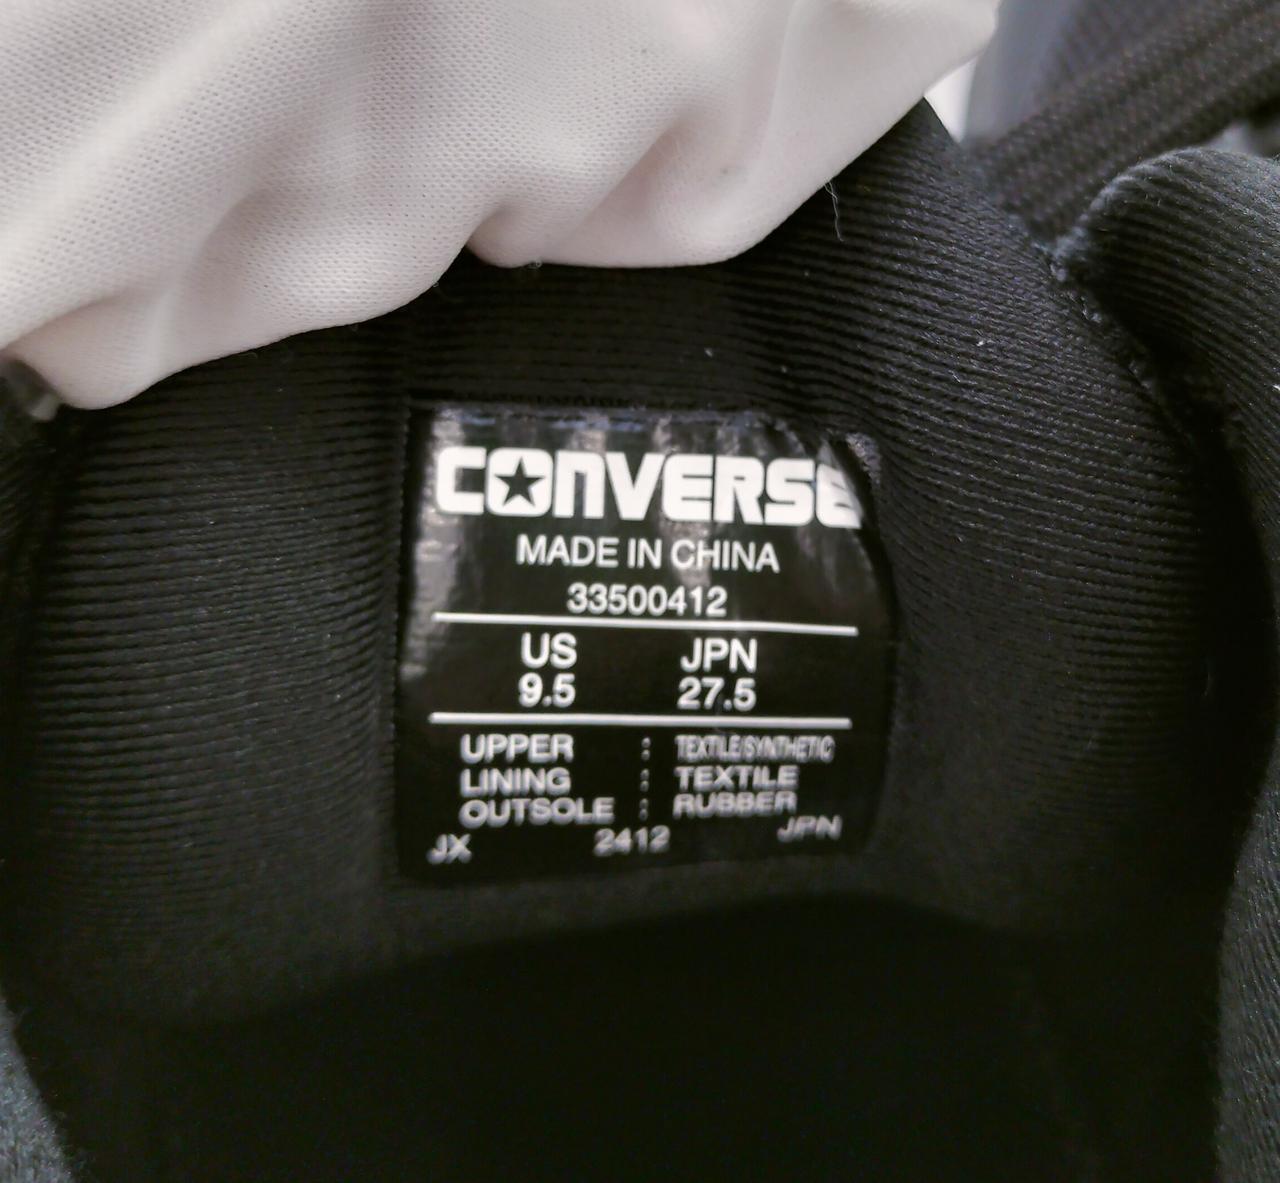 CONVERSE
MADE IN CHINA
33500412
US JPN
9.5 27.5
UPPER : TEXTILE SYNTHETIC
LINING : TEXTILE
OUTSOLE : RUBBER
JX 2412 JPN